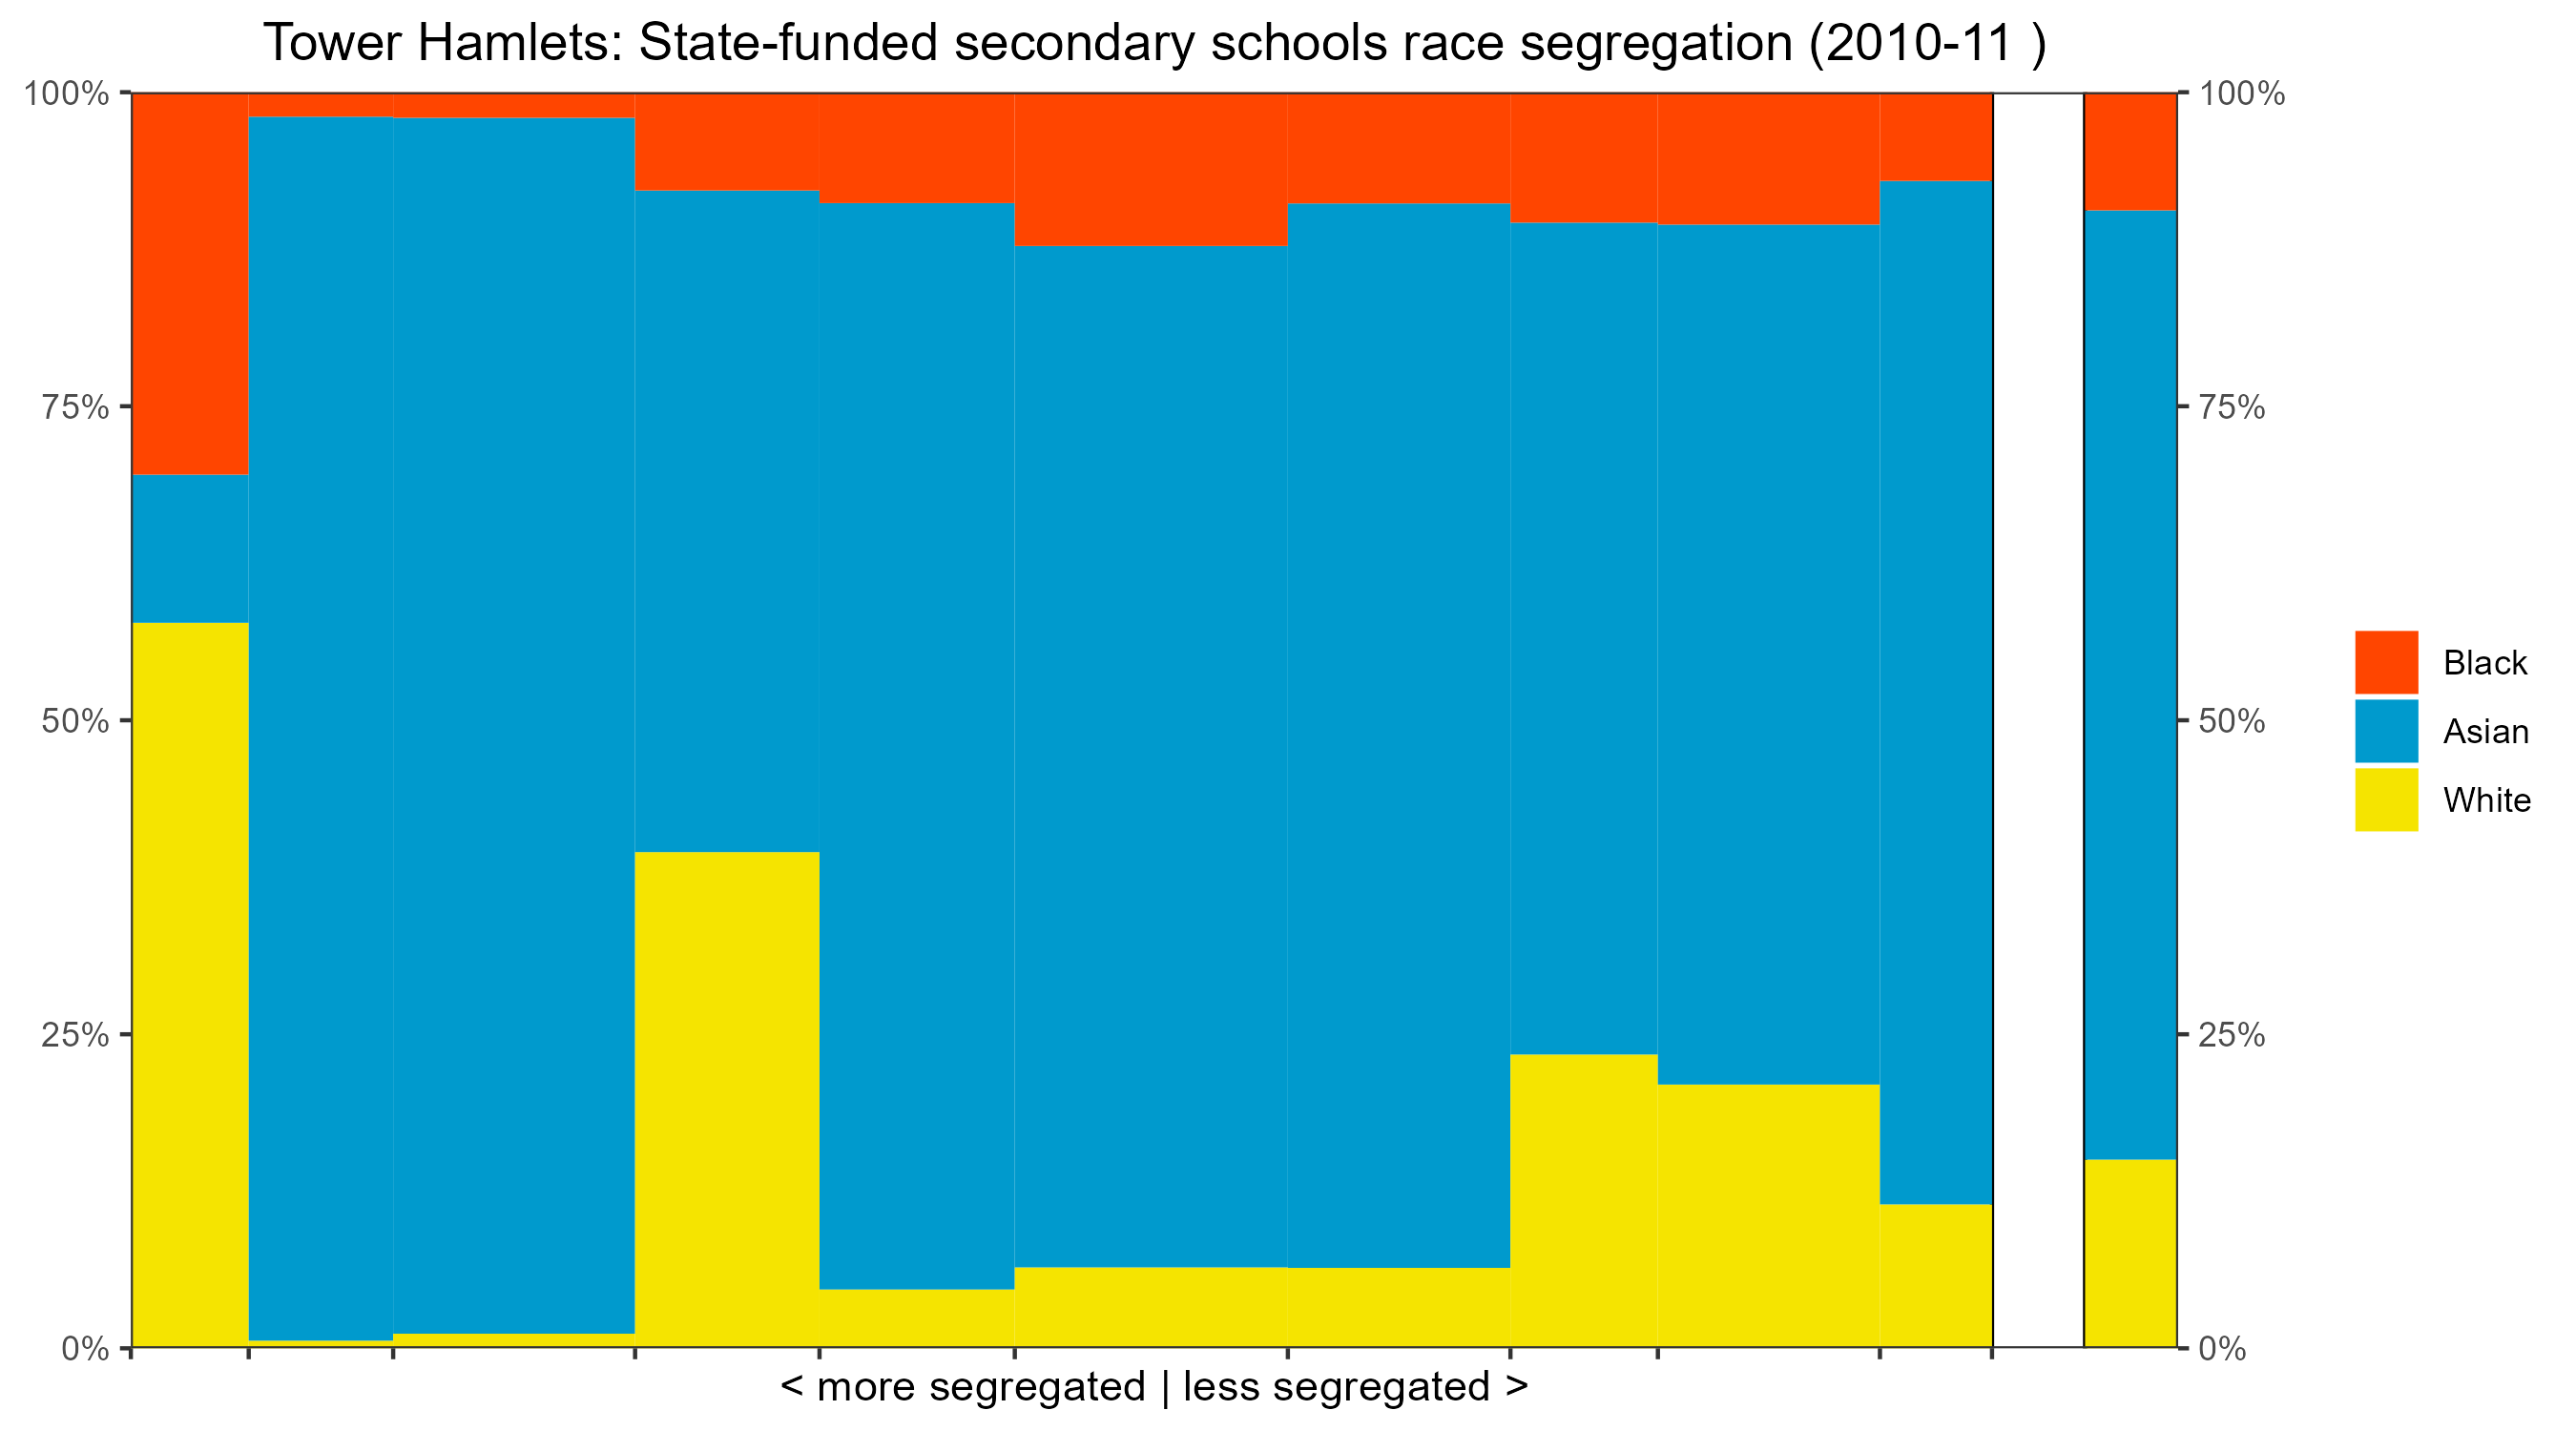 Tower Hamlets: State-funded secondary schools race segregation (2010-11 )
100%
75%
50%
25%
0%
100%
75%
50%
25%
0%
Black
Asian
White
< more segregated | less segregated >